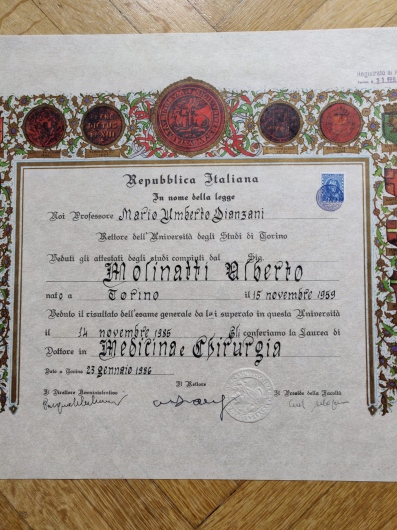 Repubblica Italiana
In nome della legge
Noi Professore Mario Umberto Dianzani
Rettore dell'Università degli Studi di Torino
Veduti gli attestati degli studi compiuti dal Sig.
Molinatti Ulberto
nato a Torino il 15 novembre 1959
Veduto il risultato dell'esame generale da lei superato in questa Università
il 14 novembre 1985 Gli conferiamo la Laurea di
Dottore in Medicina e Chirurgia
Dato a Torino 23 gennaio 1986
Il Direttore Amministrativo Il Rettore Il Preside della Facoltà